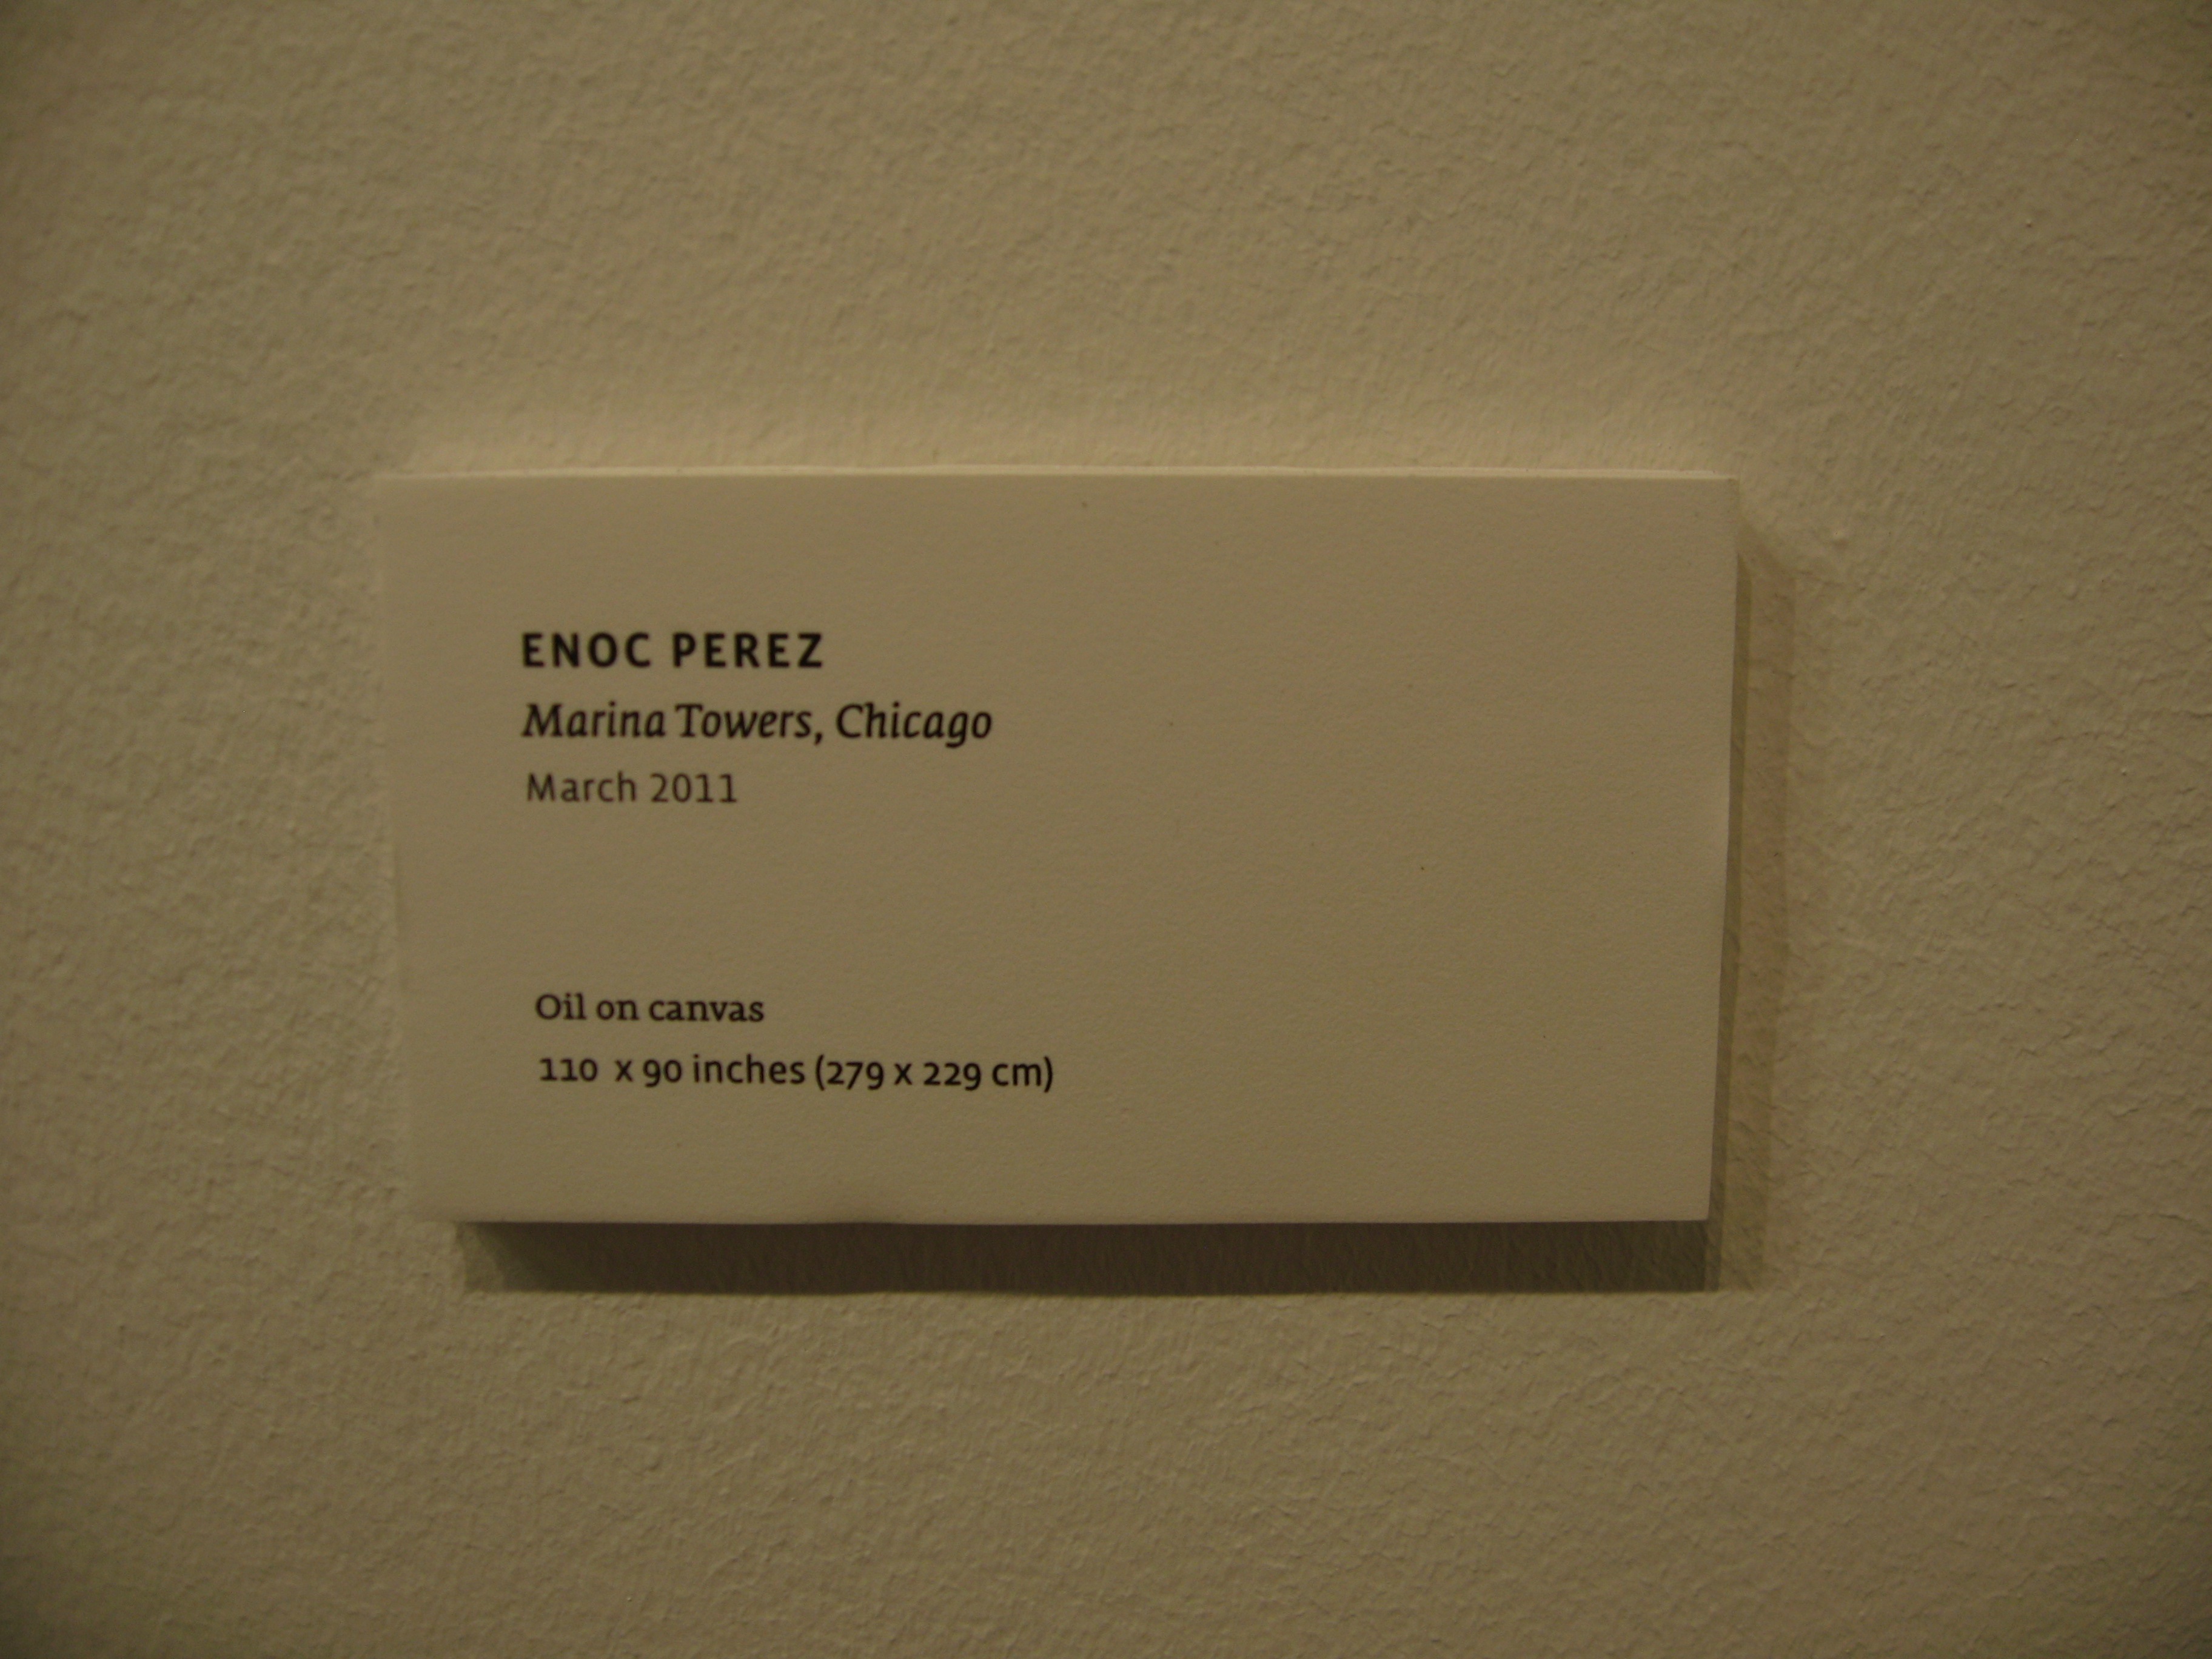 ENOC PEREZ
Marina Towers, Chicago
March 2011
Oil on canvas
110 x 90 inches (279 x 229 cm)